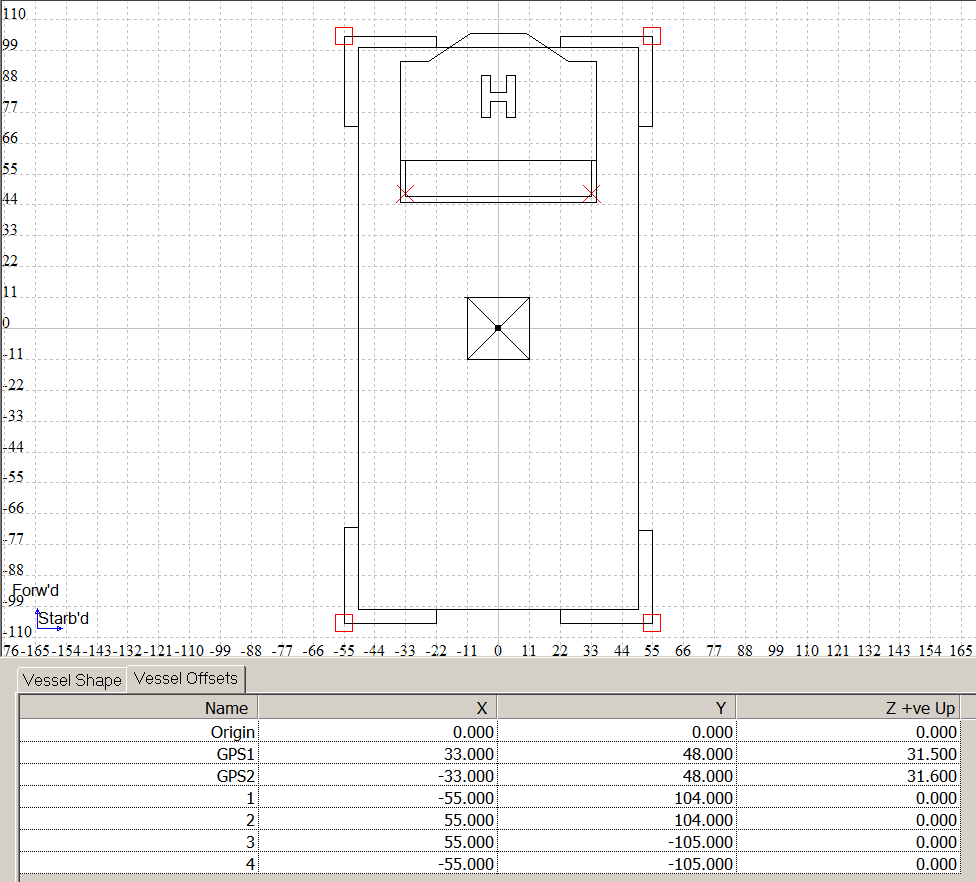 110
99
88
77
66
55
44
33
22
11
0
-11
-22
-33
-44
-55
-66
-77
-88
-99
-110
H
Forw'd
Starb'd
76 -165 -154 -143 -132 -121 -110 -99 -88 -77 -66 -55 -44 -33 -22 -11 0 11 22 33 44 55 66 77 88 99 110 121 132 143 154 165
Vessel Shape Vessel Offsets
Name X Y Z +ve Up
Origin 0.000 0.000 0.000
GPS1 33.000 48.000 31.500
GPS2 -33.000 48.000 31.600
1 -55.000 104.000 0.000
2 55.000 104.000 0.000
3 55.000 -105.000 0.000
4 -55.000 -105.000 0.000